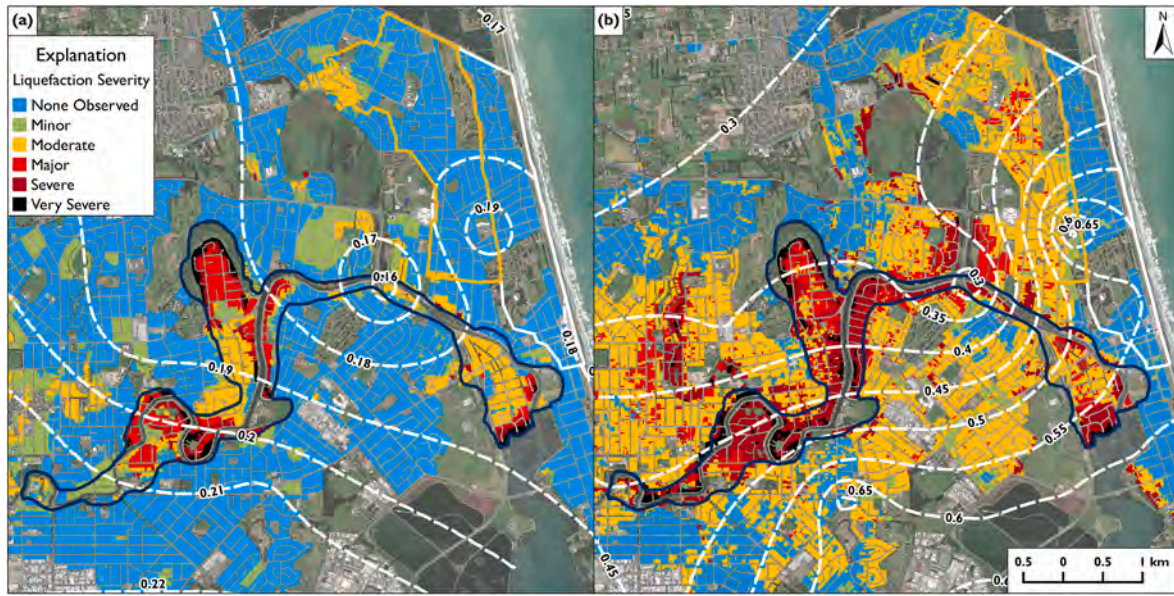 (a)
Explanation
Liquefaction Severity
None Observed
Minor
Moderate
Major
Severe
Very Severe
0.17
0.19
0.17
0.16
0.18
0.18
0.19
0.2
0.21
0.22
(b)
5
N
0.3
0.6
0.65
0.3
0.35
0.4
0.45
0.5
0.55
0.65
0.6
0.45
0.5 0 0.5 1 km